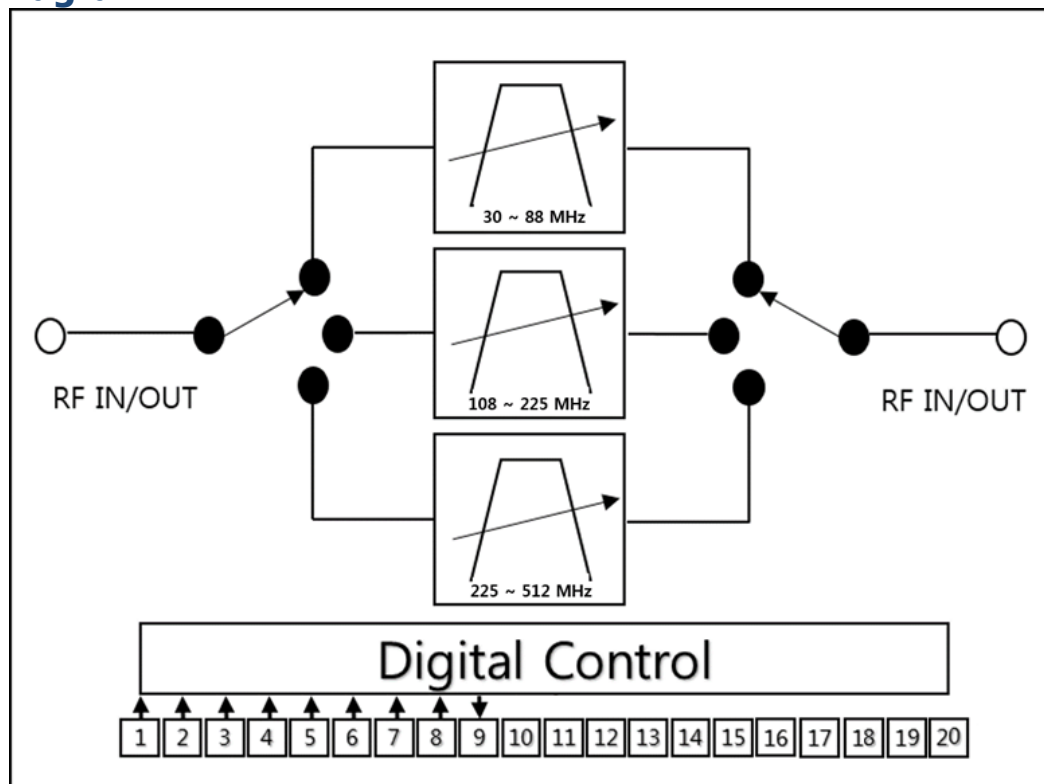 30 ~ 88 MHz
RF IN/OUT
RF IN/OUT
108 ~ 225 MHz
225 ~ 512 MHz
Digital Control
1 2 3 4 5 6 7 8 9 10 11 12 13 14 15 16 17 18 19 20